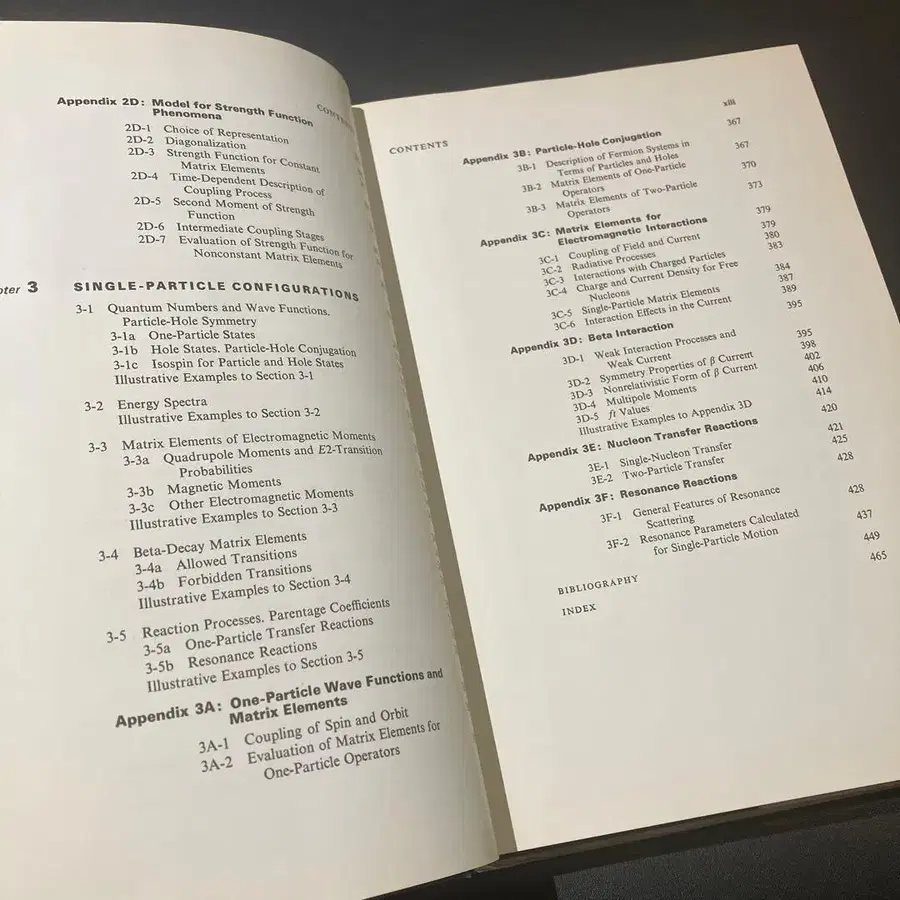 CONTENTS
Appendix 2D: Model for Strength Function
Phenomena
2D-1 Choice of Representation
2D-2 Diagonalization
2D-3 Strength Function for Constant
Matrix Elements
2D-4 Time-Dependent Description of
Coupling Process
2D-5 Second Moment of Strength
Function
2D-6 Intermediate Coupling Stages
2D-7 Evaluation of Strength Function for
Nonconstant Matrix Elements
3 SINGLE-PARTICLE CONFIGURATIONS
3-1 Quantum Numbers and Wave Functions.
Particle-Hole Symmetry
3-1a One-Particle States
3-1b Hole States. Particle-Hole Conjugation
3-1c Isospin for Particle and Hole States
Illustrative Examples to Section 3-1
3-2 Energy Spectra
Illustrative Examples to Section 3-2
3-3 Matrix Elements of Electromagnetic Moments
3-3a Quadrupole Moments and E2-Transition
Probabilities
3-3b Magnetic Moments
3-3c Other Electromagnetic Moments
Illustrative Examples to Section 3-3
3-4 Beta-Decay Matrix Elements
3-4a Allowed Transitions
3-4b Forbidden Transitions
Illustrative Examples to Section 3-4
3-5 Reaction Processes. Parentage Coefficients
3-5a One-Particle Transfer Reactions
3-5b Resonance Reactions
Illustrative Examples to Section 3-5
Appendix 3A: One-Particle Wave Functions and
Matrix Elements
3A-1 Coupling of Spin and Orbit
3A-2 Evaluation of Matrix Elements for
One-Particle Operators
CONTENTS xiii
Appendix 3B: Particle-Hole Conjugation 367
3B-1 Description of Fermion Systems in
Terms of Particles and Holes 367
3B-2 Matrix Elements of One-Particle
Operators 370
3B-3 Matrix Elements of Two-Particle
Operators 373
Appendix 3C: Matrix Elements for
Electromagnetic Interactions 379
3C-1 Coupling of Field and Current 379
3C-2 Radiative Processes 380
3C-3 Interactions with Charged Particles 383
3C-4 Charge and Current Density for Free
Nucleons 384
3C-5 Single-Particle Matrix Elements 387
3C-6 Interaction Effects in the Current 389
Appendix 3D: Beta Interaction 395
3D-1 Weak Interaction Processes and
Weak Current 395
3D-2 Symmetry Properties of β Current 398
3D-3 Nonrelativistic Form of β Current 402
3D-4 Multipole Moments 406
3D-5 ft Values 410
Illustrative Examples to Appendix 3D 414
Appendix 3E: Nucleon Transfer Reactions 420
3E-1 Single-Nucleon Transfer 421
3E-2 Two-Particle Transfer 425
Appendix 3F: Resonance Reactions 428
3F-1 General Features of Resonance
Scattering 428
3F-2 Resonance Parameters Calculated
for Single-Particle Motion 437
BIBLIOGRAPHY 449
INDEX 465